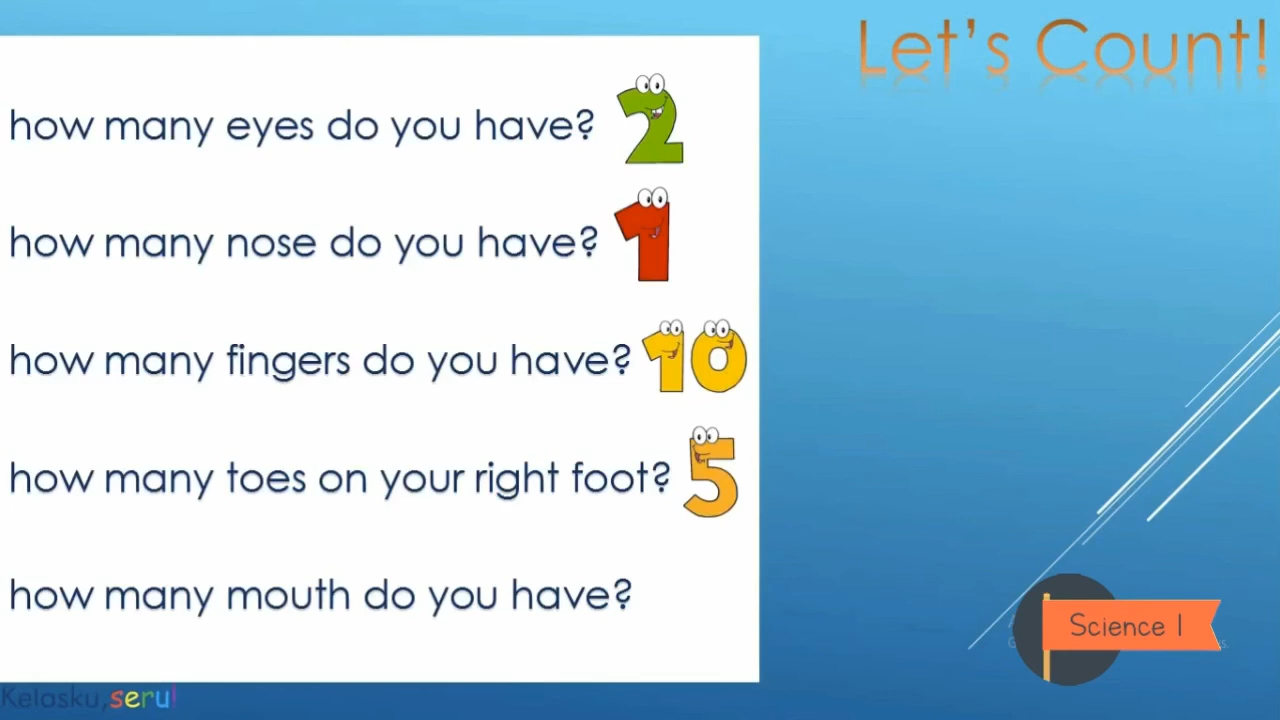 Let's Count!
how many eyes do you have? 2
how many nose do you have? 1
how many fingers do you have? 10
how many toes on your right foot? 5
how many mouth do you have?
Science 1
Kelasku,seru!